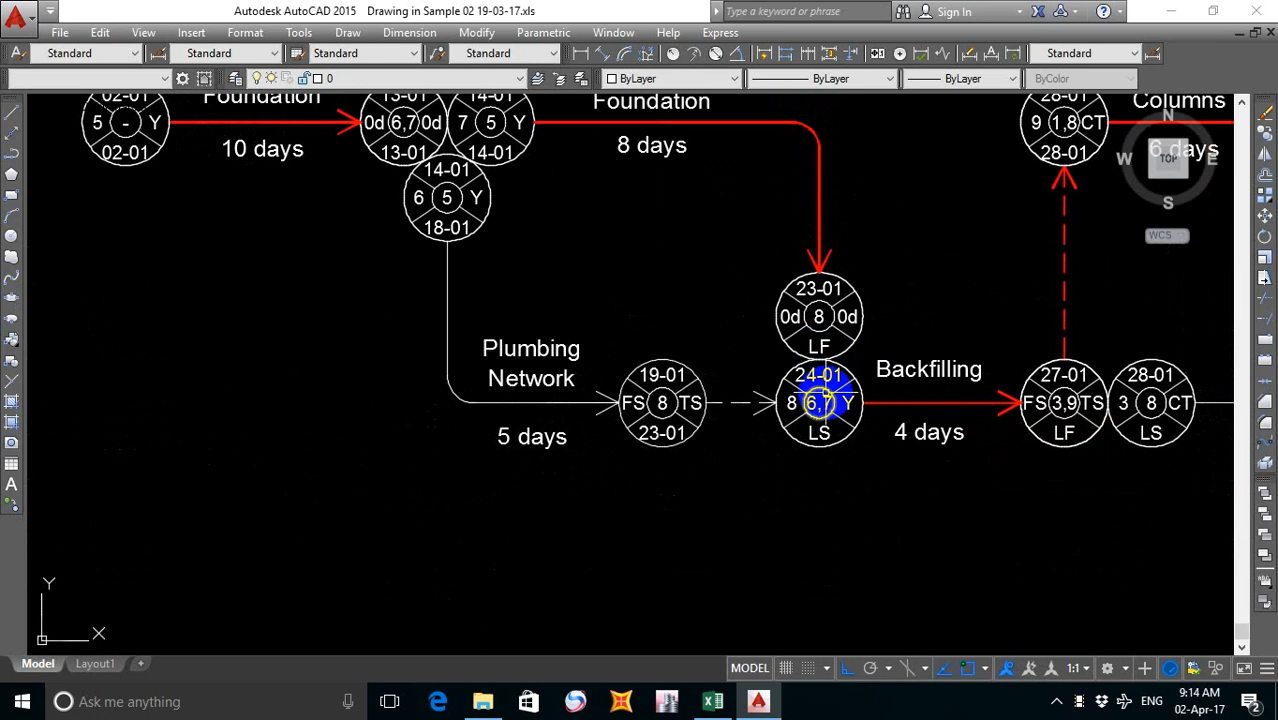 Autodesk AutoCAD 2015 Drawing in Sample 02 19-03-17.xls
Type a keyword or phrase
Sign In
File Edit View Insert Format Tools Draw Dimension Modify Parametric Window Help Express
Standard Standard Standard Standard Standard
0 ByLayer ByLayer ByLayer ByColor
02-01
5 - Y
02-01
Foundation
10 days
13-01
0d 6,7 0d
13-01
14-01
7 5 Y
14-01
14-01
6 5 Y
18-01
Foundation
8 days
28-01
9 1,8 CT
28-01
Columns
6 days
N
W TOP E
S
WCS
23-01
0d 8 0d
LF
Plumbing
Network
5 days
19-01
FS 8 TS
23-01
24-01
8 6,7 Y
LS
Backfilling
4 days
27-01
FS 3,9 TS
LF
28-01
3 8 CT
LS
Y
X
Model Layout1 +
MODEL 1:1
Ask me anything
ENG
9:14 AM
02-Apr-17
2